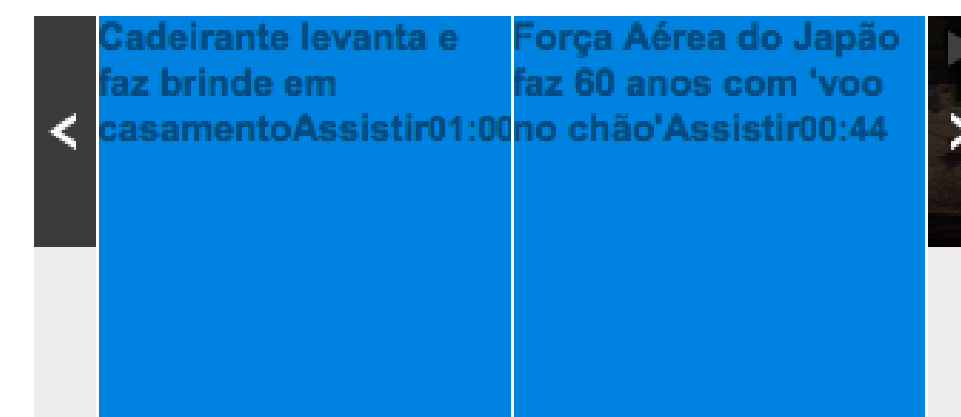 Cadeirante levanta e
faz brinde em
casamentoAssistir01:00
Força Aérea do Japão
faz 60 anos com 'voo
no chão'Assistir00:44